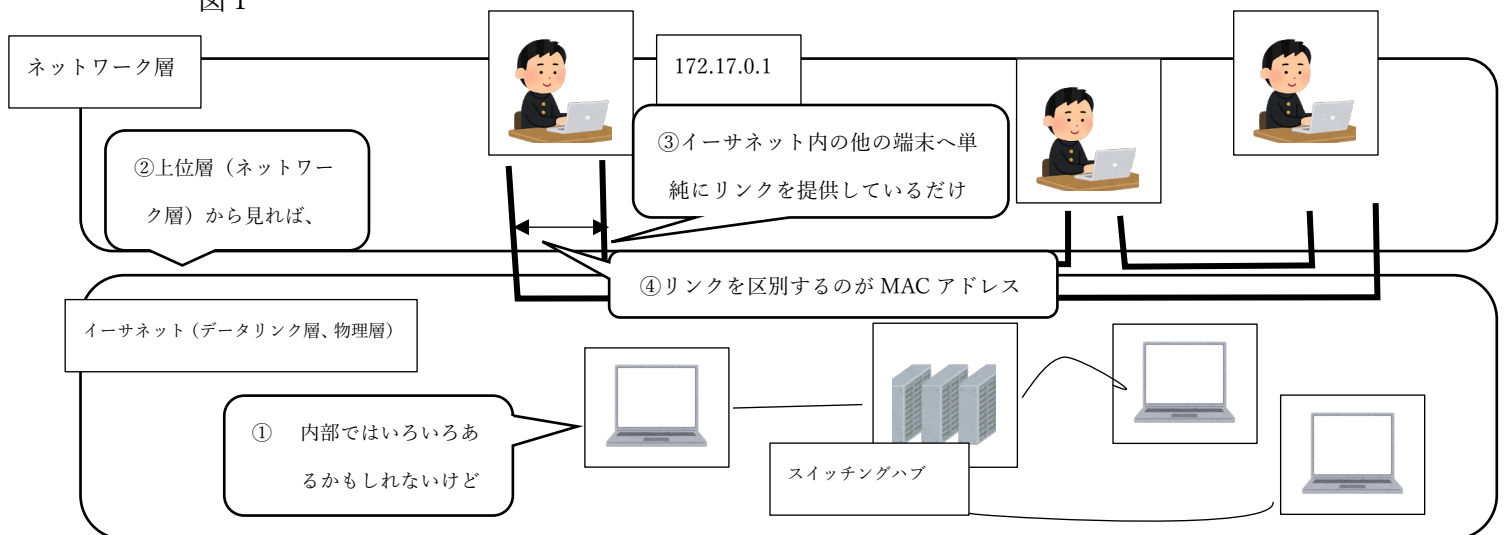 図1
ネットワーク層
172.17.0.1
②上位層（ネットワー
ク層）から見れば、
③イーサネット内の他の端末へ単
純にリンクを提供しているだけ
④リンクを区別するのが MAC アドレス
イーサネット（データリンク層、物理層）
① 内部ではいろいろあ
るかもしれないけど
スイッチングハブ